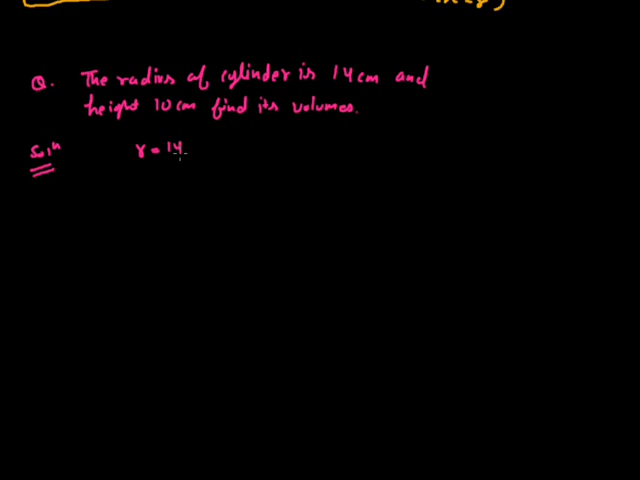 Q. The radius of cylinder is 14 cm and
height 10 cm find its volumes.
Soln r = 14